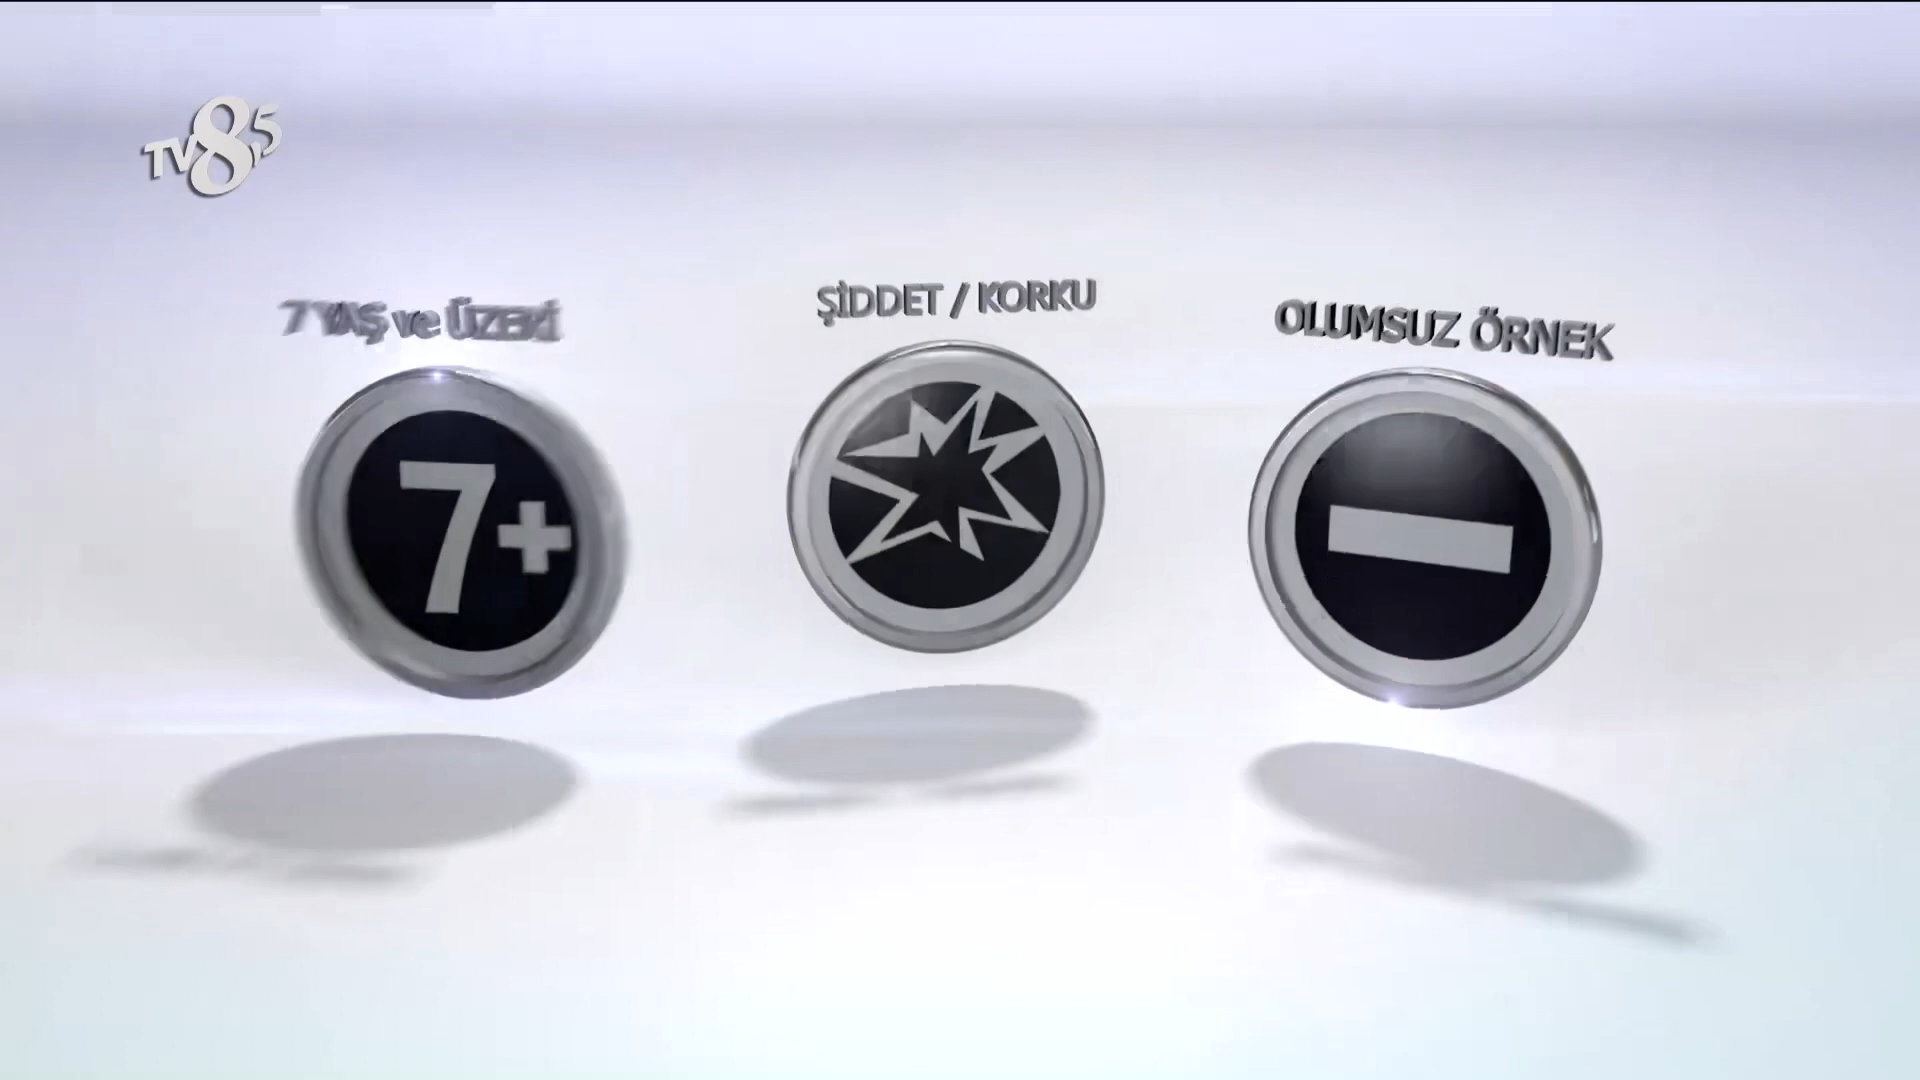 TV8,5
7 YAŞ ve ÜZERİ
ŞİDDET / KORKU
OLUMSUZ ÖRNEK
7+